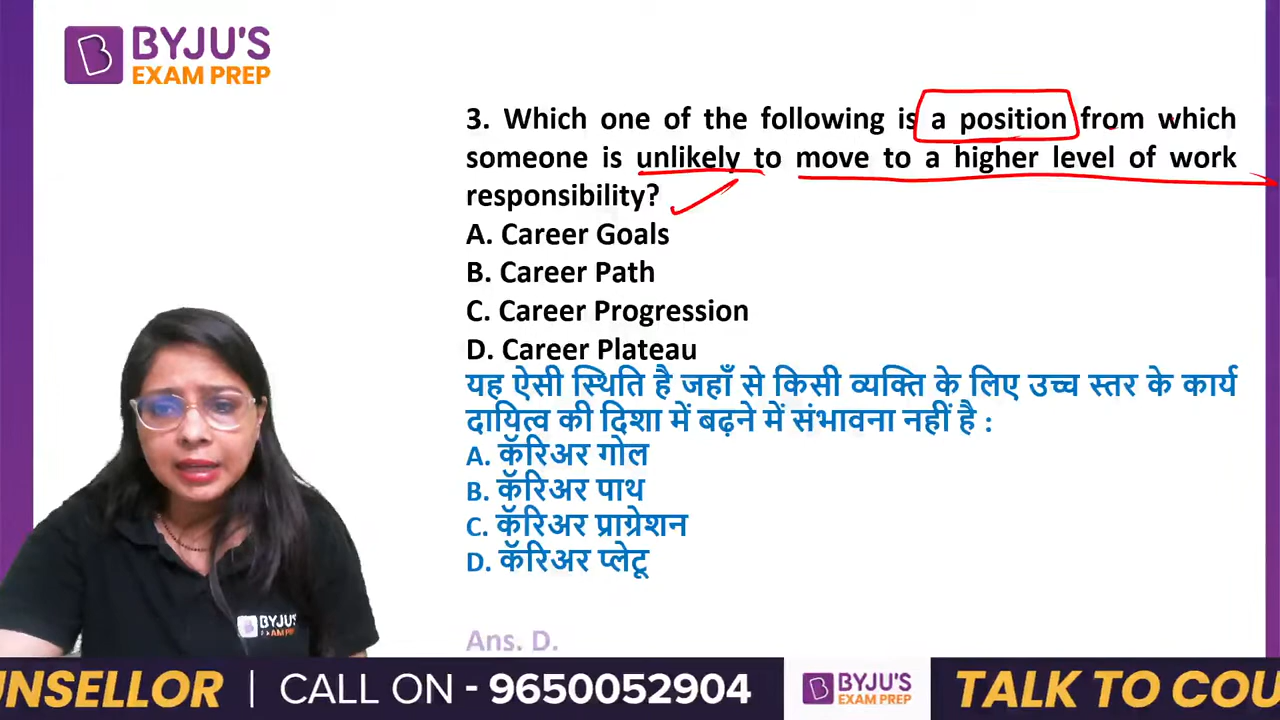 BYJU'S
EXAM PREP
3. Which one of the following is a position from which
someone is unlikely to move to a higher level of work
responsibility?
A. Career Goals
B. Career Path
C. Career Progression
D. Career Plateau
यह ऐसी स्थिति है जहाँ से किसी व्यक्ति के लिए उच्च स्तर के कार्य
दायित्व की दिशा में बढ़ने में संभावना नहीं है :
A. कॅरिअर गोल
B. कॅरिअर पाथ
C. कॅरिअर प्राग्रेशन
D. कॅरिअर प्लेटू
BYJU'S
EXAM PREP
Ans. D.
UNSELLOR | CALL ON - 9650052904
BYJU'S
EXAM PREP
TALK TO COU